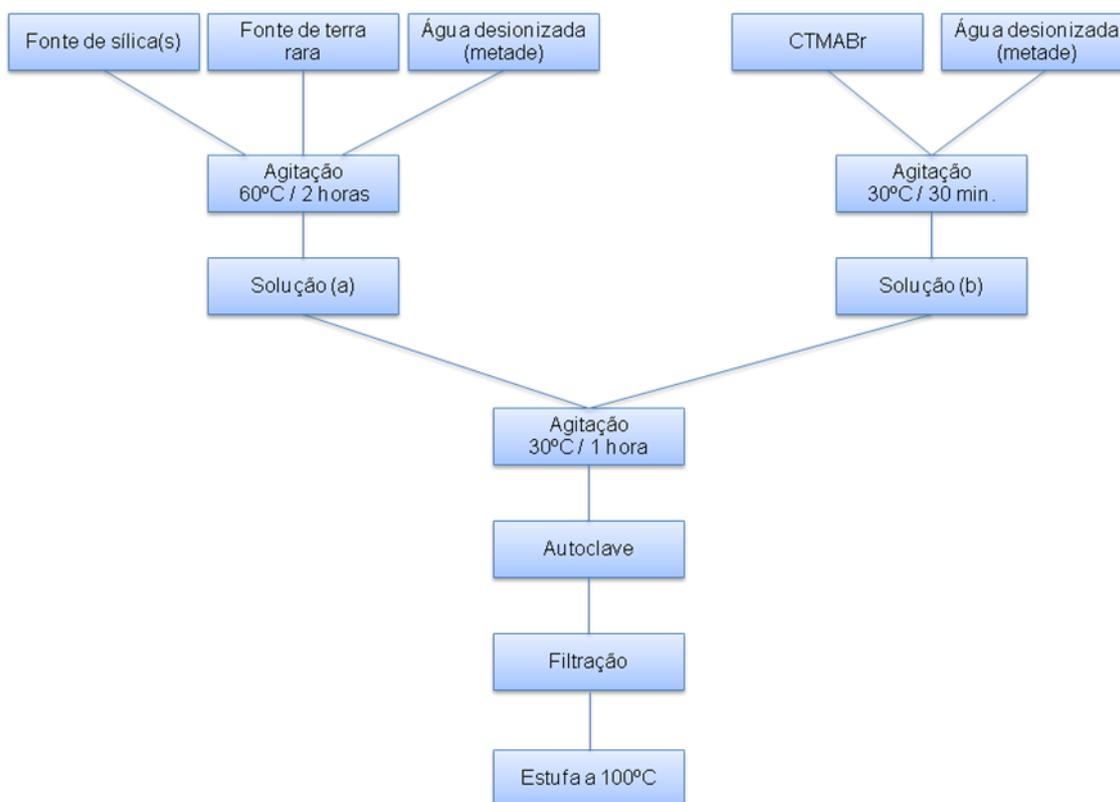 Fonte de sílica(s)
Fonte de terra
rara
Água desionizada
(metade)
CTMABr
Água desionizada
(metade)
Agitação
60ºC / 2 horas
Agitação
30ºC / 30 min.
Solução (a)
Solução (b)
Agitação
30ºC / 1 hora
Autoclave
Filtração
Estufa a 100ºC